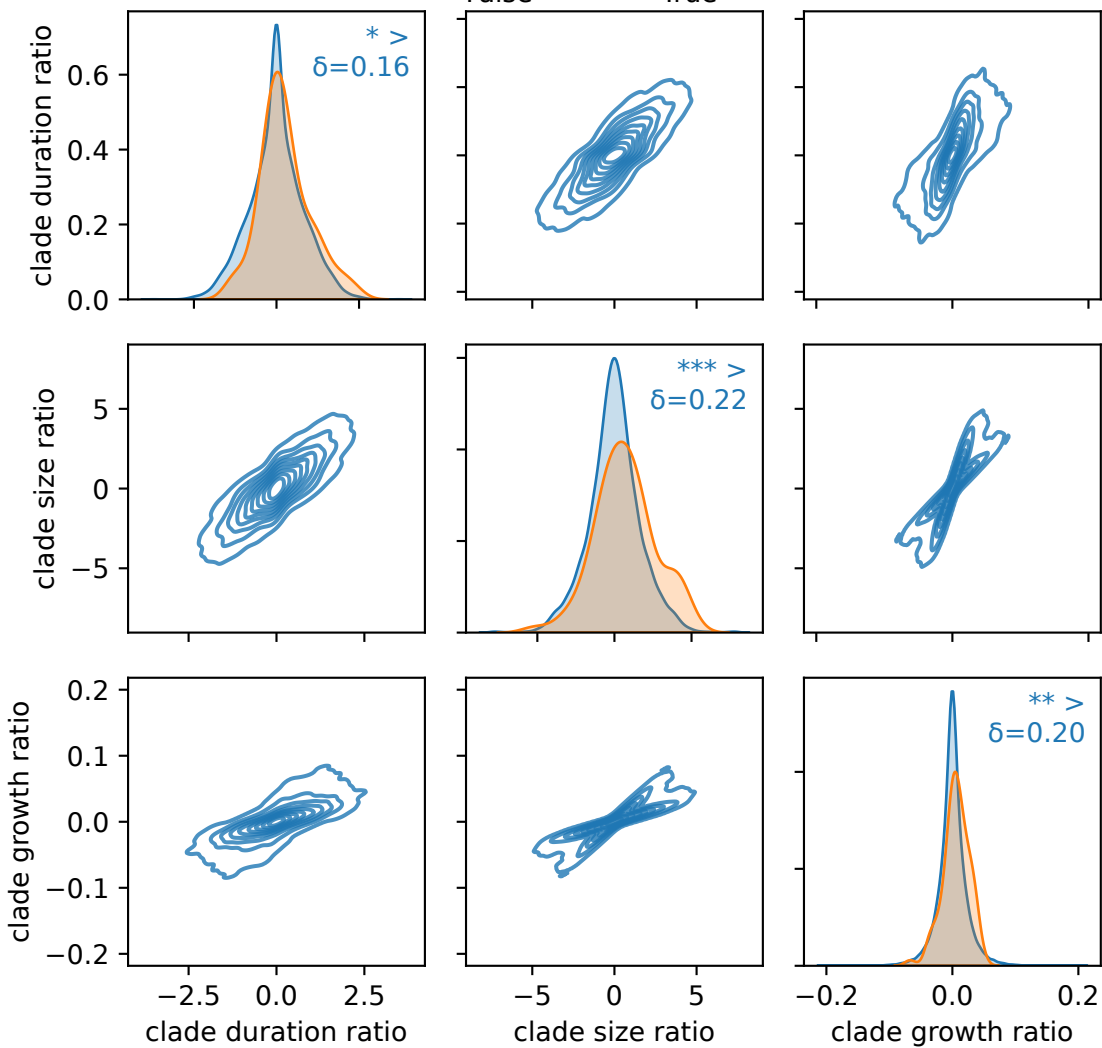 clade duration ratio
0.6
0.4
0.2
0.0
* >
δ=0.16
clade size ratio
5
0
−5
*** >
δ=0.22
clade growth ratio
0.2
0.1
0.0
−0.1
−0.2
** >
δ=0.20
−2.5 0.0 2.5
−5 0 5
−0.2 0.0 0.2
clade duration ratio
clade size ratio
clade growth ratio